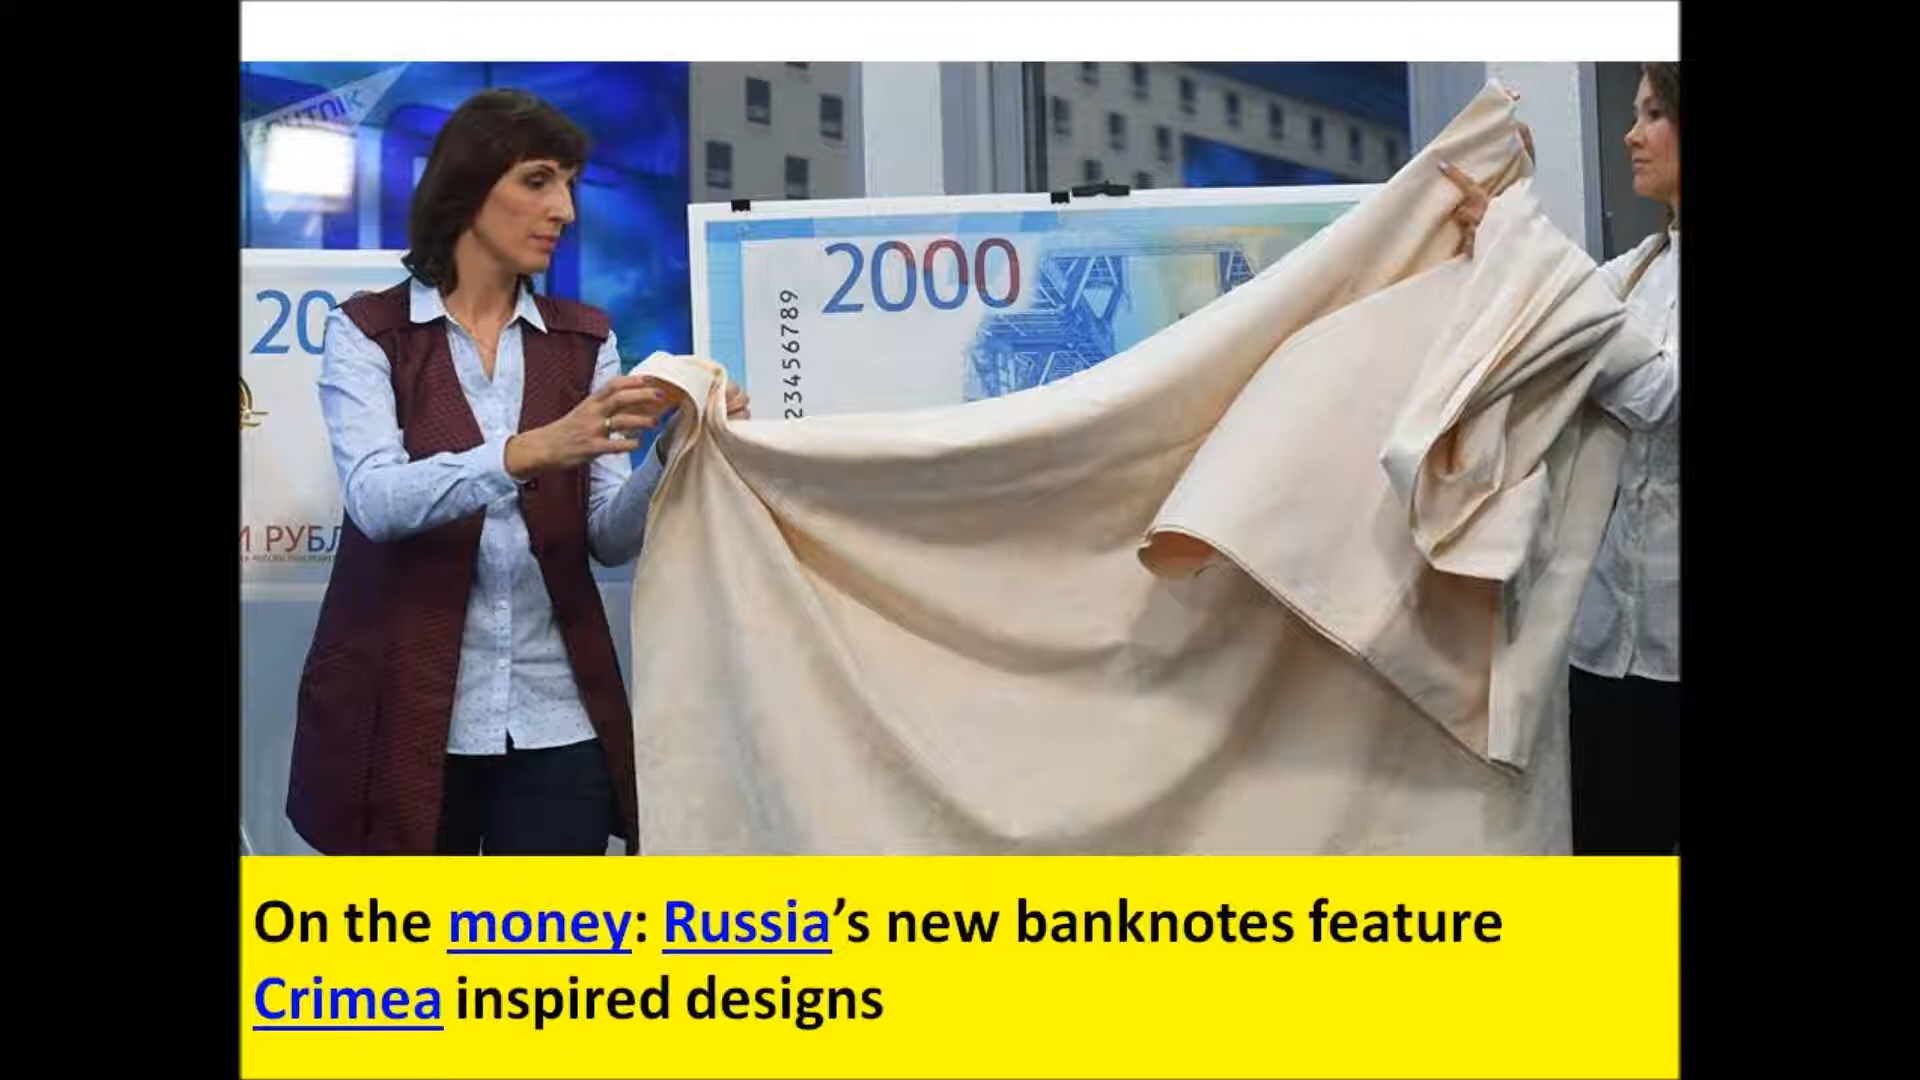 2000
23456789
20
И РУБЛ
On the money: Russia's new banknotes feature
Crimea inspired designs